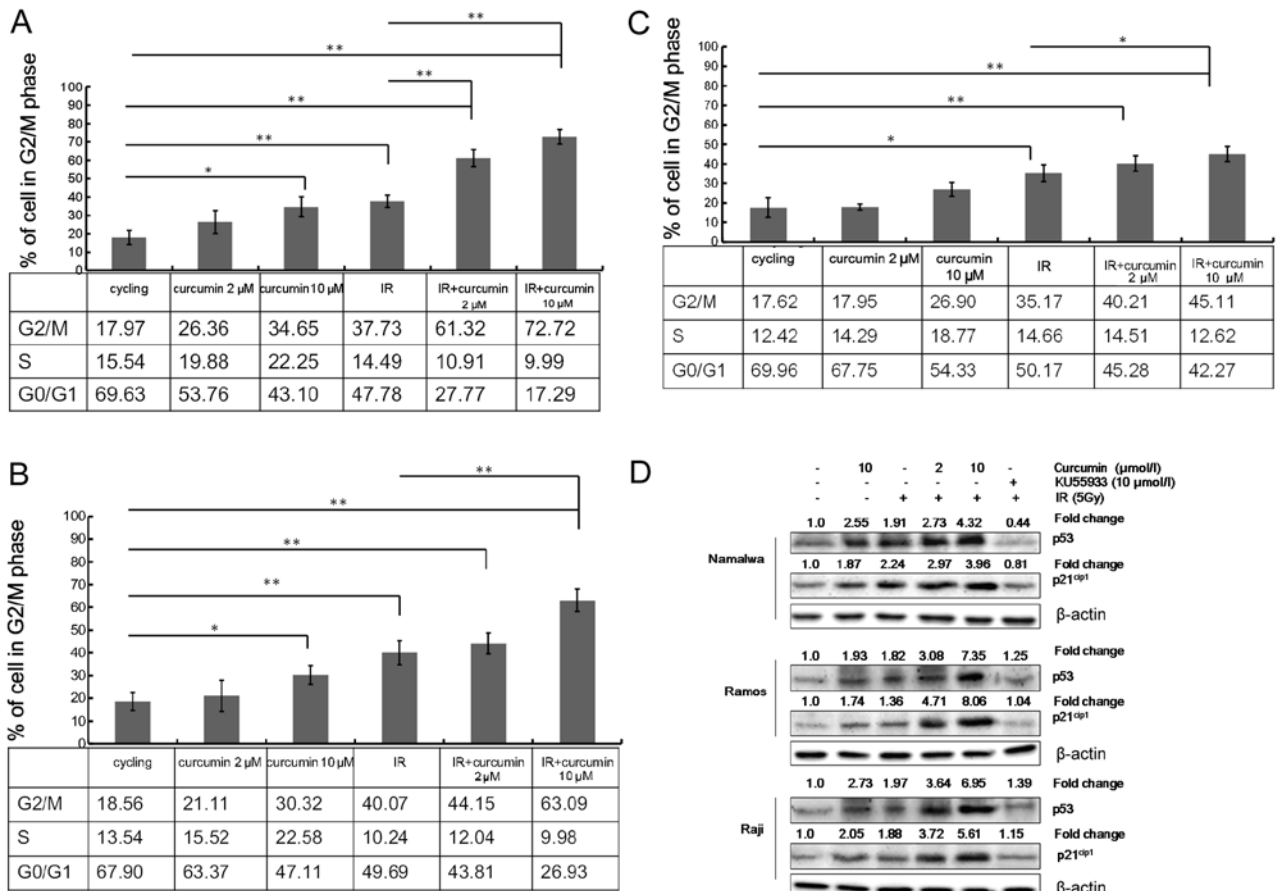 A
**
**
**
**
**
*
% of cell in G2/M phase
100
90
80
70
60
50
40
30
20
10
0
cycling curcumin 2 µM curcumin 10 µM IR IR+curcumin 2 µM IR+curcumin 10 µM
G2/M 17.97 26.36 34.65 37.73 61.32 72.72
S 15.54 19.88 22.25 14.49 10.91 9.99
G0/G1 69.63 53.76 43.10 47.78 27.77 17.29
B
**
**
**
**
*
% of cell in G2/M phase
100
90
80
70
60
50
40
30
20
10
0
cycling curcumin 2 µM curcumin 10 µM IR IR+curcumin 2 µM IR+curcumin 10 µM
G2/M 18.56 21.11 30.32 40.07 44.15 63.09
S 13.54 15.52 22.58 10.24 12.04 9.98
G0/G1 67.90 63.37 47.11 49.69 43.81 26.93
C
*
**
**
*
% of cell in G2/M phase
100
90
80
70
60
50
40
30
20
10
0
cycling curcumin 2 µM curcumin 10 µM IR IR+curcumin 2 µM IR+curcumin 10 µM
G2/M 17.62 17.95 26.90 35.17 40.21 45.11
S 12.42 14.29 18.77 14.66 14.51 12.62
G0/G1 69.96 67.75 54.33 50.17 45.28 42.27
D
- 10 - 2 10 - Curcumin (µmol/l)
- - - - - + KU55933 (10 µmol/l)
- - + + + + IR (5Gy)
Namalwa
1.0 2.55 1.91 2.73 4.32 0.44 Fold change
p53
1.0 1.87 2.24 2.97 3.96 0.81 Fold change
p21cip1
β-actin
Ramos
1.0 1.93 1.82 3.08 7.35 1.25 Fold change
p53
1.0 1.74 1.36 4.71 8.06 1.04 Fold change
p21cip1
β-actin
Raji
1.0 2.73 1.97 3.64 6.95 1.39 Fold change
p53
1.0 2.05 1.88 3.72 5.61 1.15 Fold change
p21cip1
β-actin